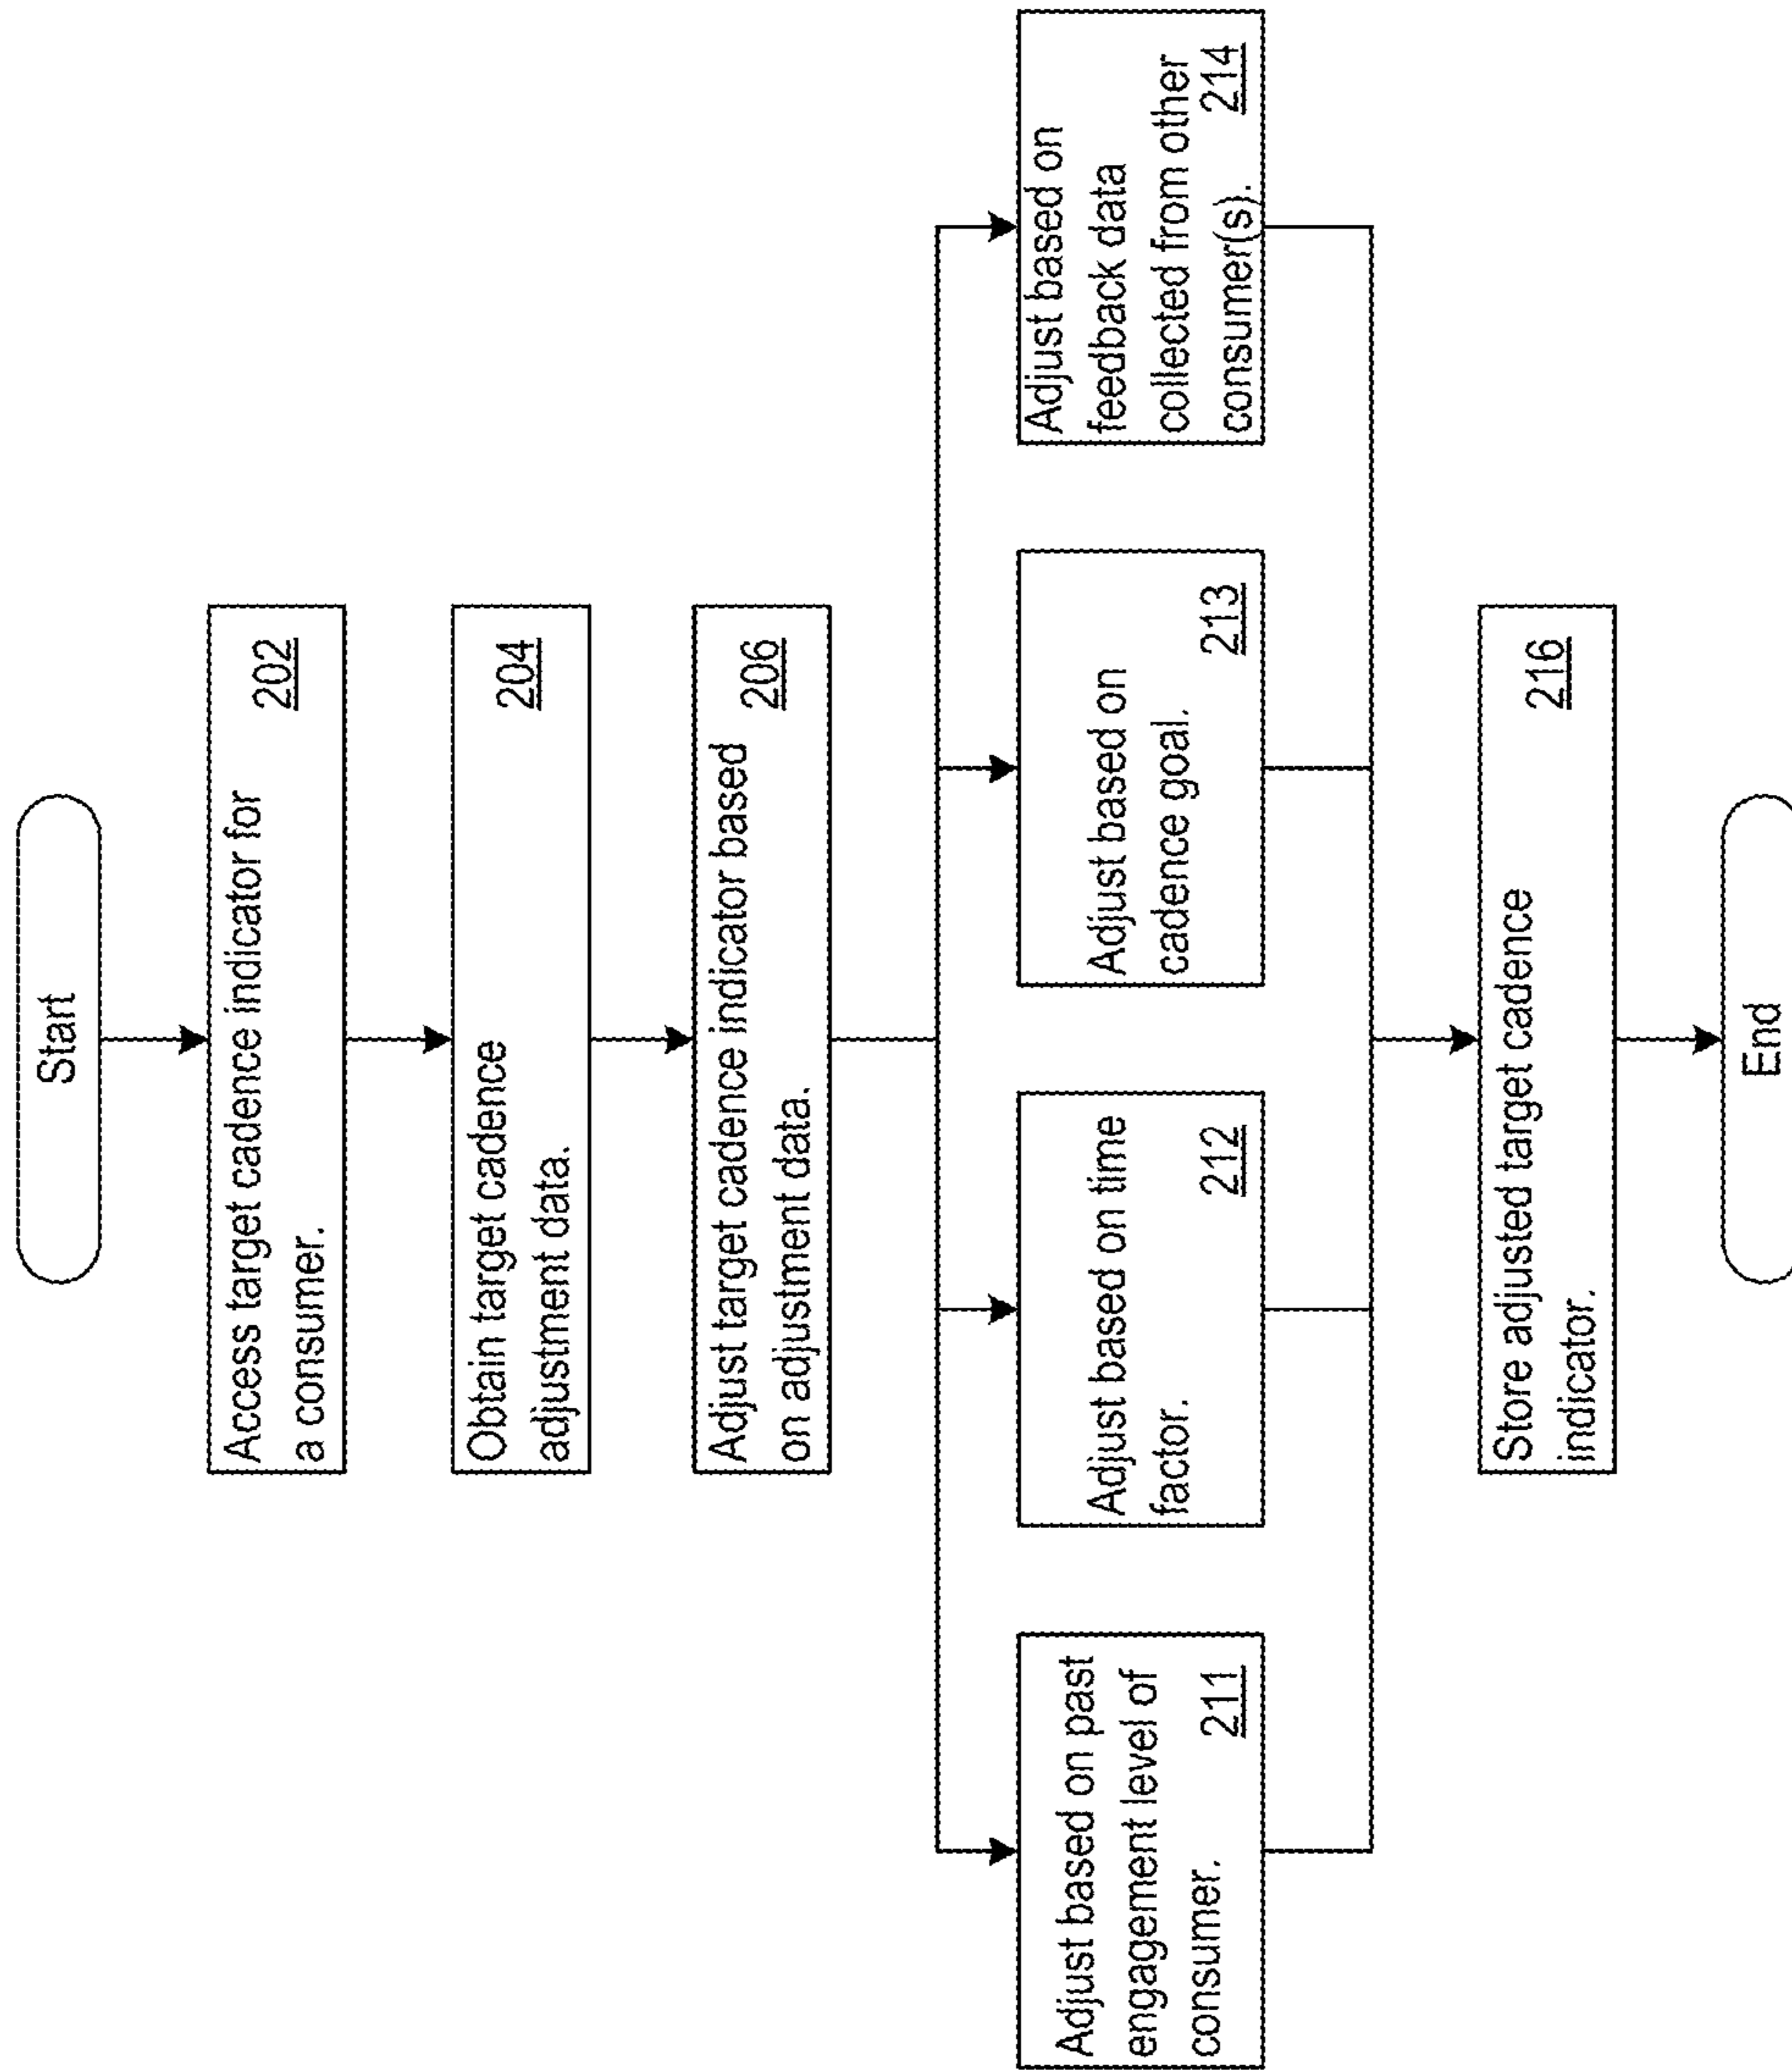 Start
Access target cadence indicator for
a consumer.
202
Obtain target cadence
adjustment data.
204
Adjust target cadence indicator based
on adjustment data.
206
Adjust based on past
engagement level of
consumer.
211
Adjust based on time
factor.
212
Adjust based on
cadence goal.
213
Adjust based on
feedback data
collected from other
consumer(s).
214
Store adjusted target cadence
indicator.
216
End